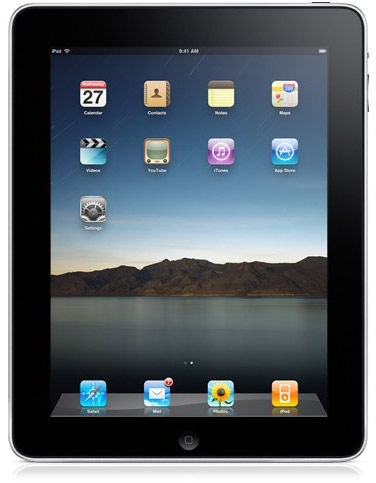 iPad 9:41 AM
27
Calendar Contacts Notes Maps
Videos YouTube iTunes App Store
Settings
Safari Mail Photos iPod